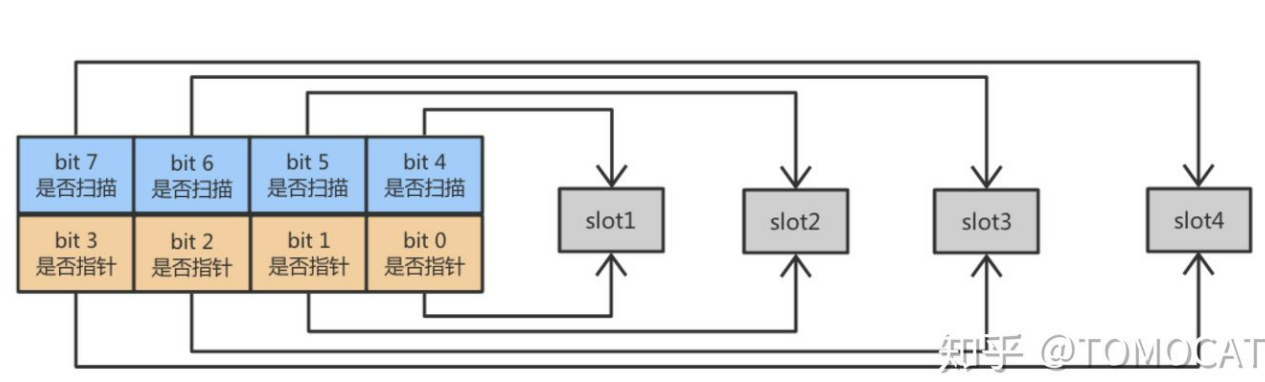 bit 7
是否扫描
bit 6
是否扫描
bit 5
是否扫描
bit 4
是否扫描
bit 3
是否指针
bit 2
是否指针
bit 1
是否指针
bit 0
是否指针
slot1
slot2
slot3
slot4
知乎 @TOMOCAT